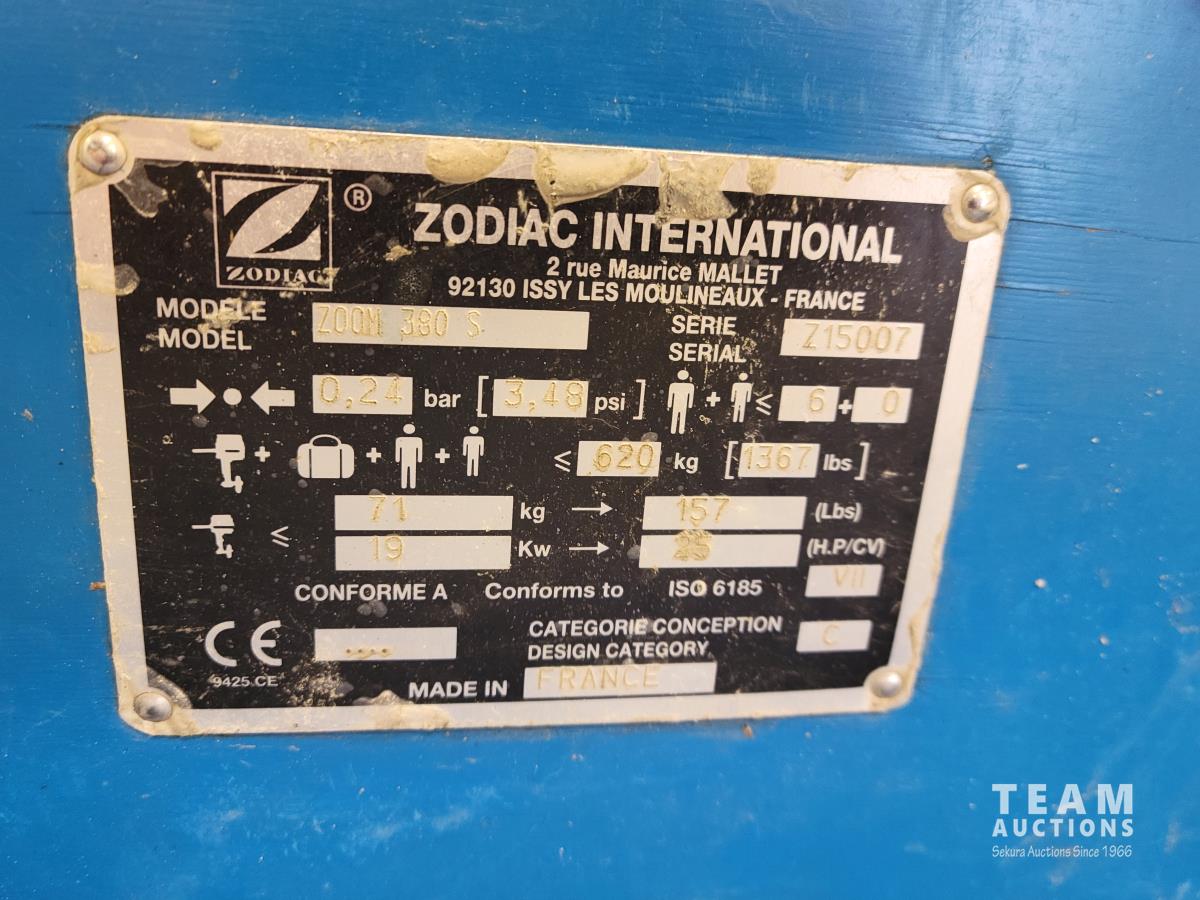 ZODIAC ®
ZODIAC INTERNATIONAL
2 rue Maurice MALLET
92130 ISSY LES MOULINEAUX - FRANCE
MODELE
MODEL
ZOOM 380 S
SERIE
SERIAL
Z15007
0,24 bar [3,48 psi] + ≤ 6+0
+ + + ≤ 620 kg [1367 lbs]
71 kg → 157 (Lbs)
≤ 19 Kw → 25 (H.P/CV)
CONFORME A Conforms to ISO 6185 VII
CE
9425 CE
....
CATEGORIE CONCEPTION
DESIGN CATEGORY
C
MADE IN FRANCE
TEAM
AUCTIONS
Sekura Auctions Since 1966